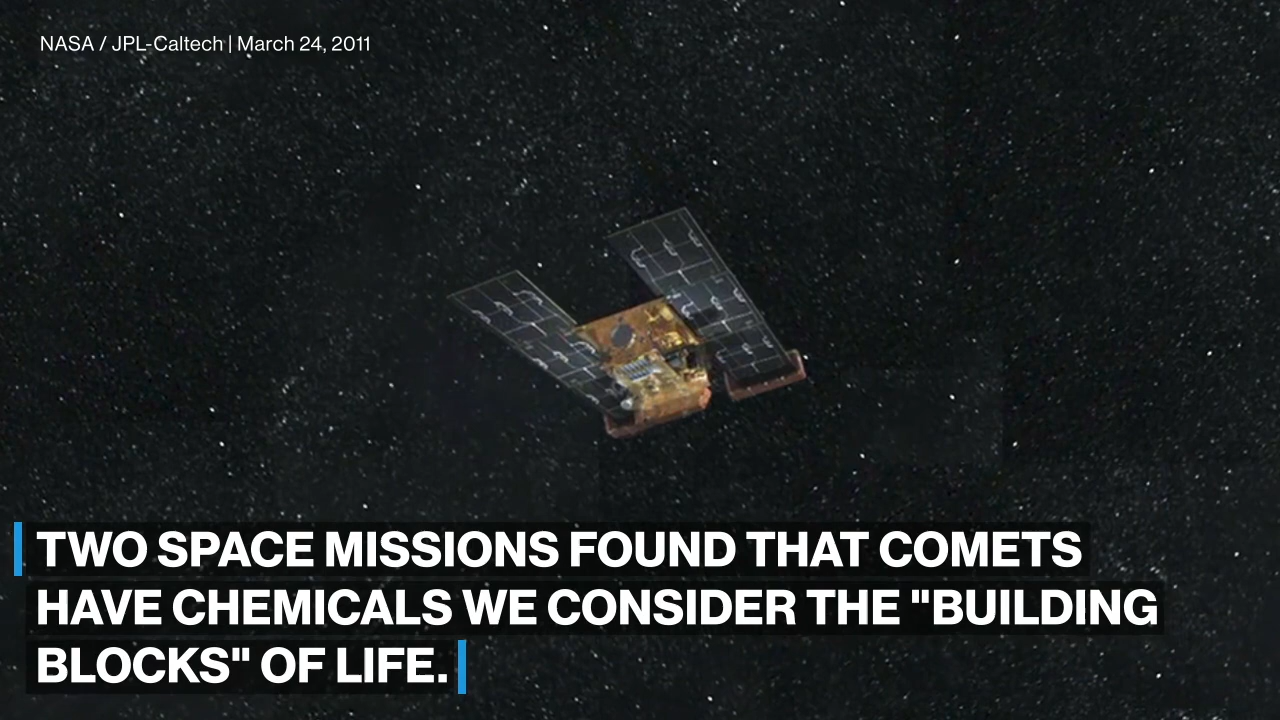 NASA / JPL-Caltech | March 24, 2011
TWO SPACE MISSIONS FOUND THAT COMETS
HAVE CHEMICALS WE CONSIDER THE "BUILDING
BLOCKS" OF LIFE.